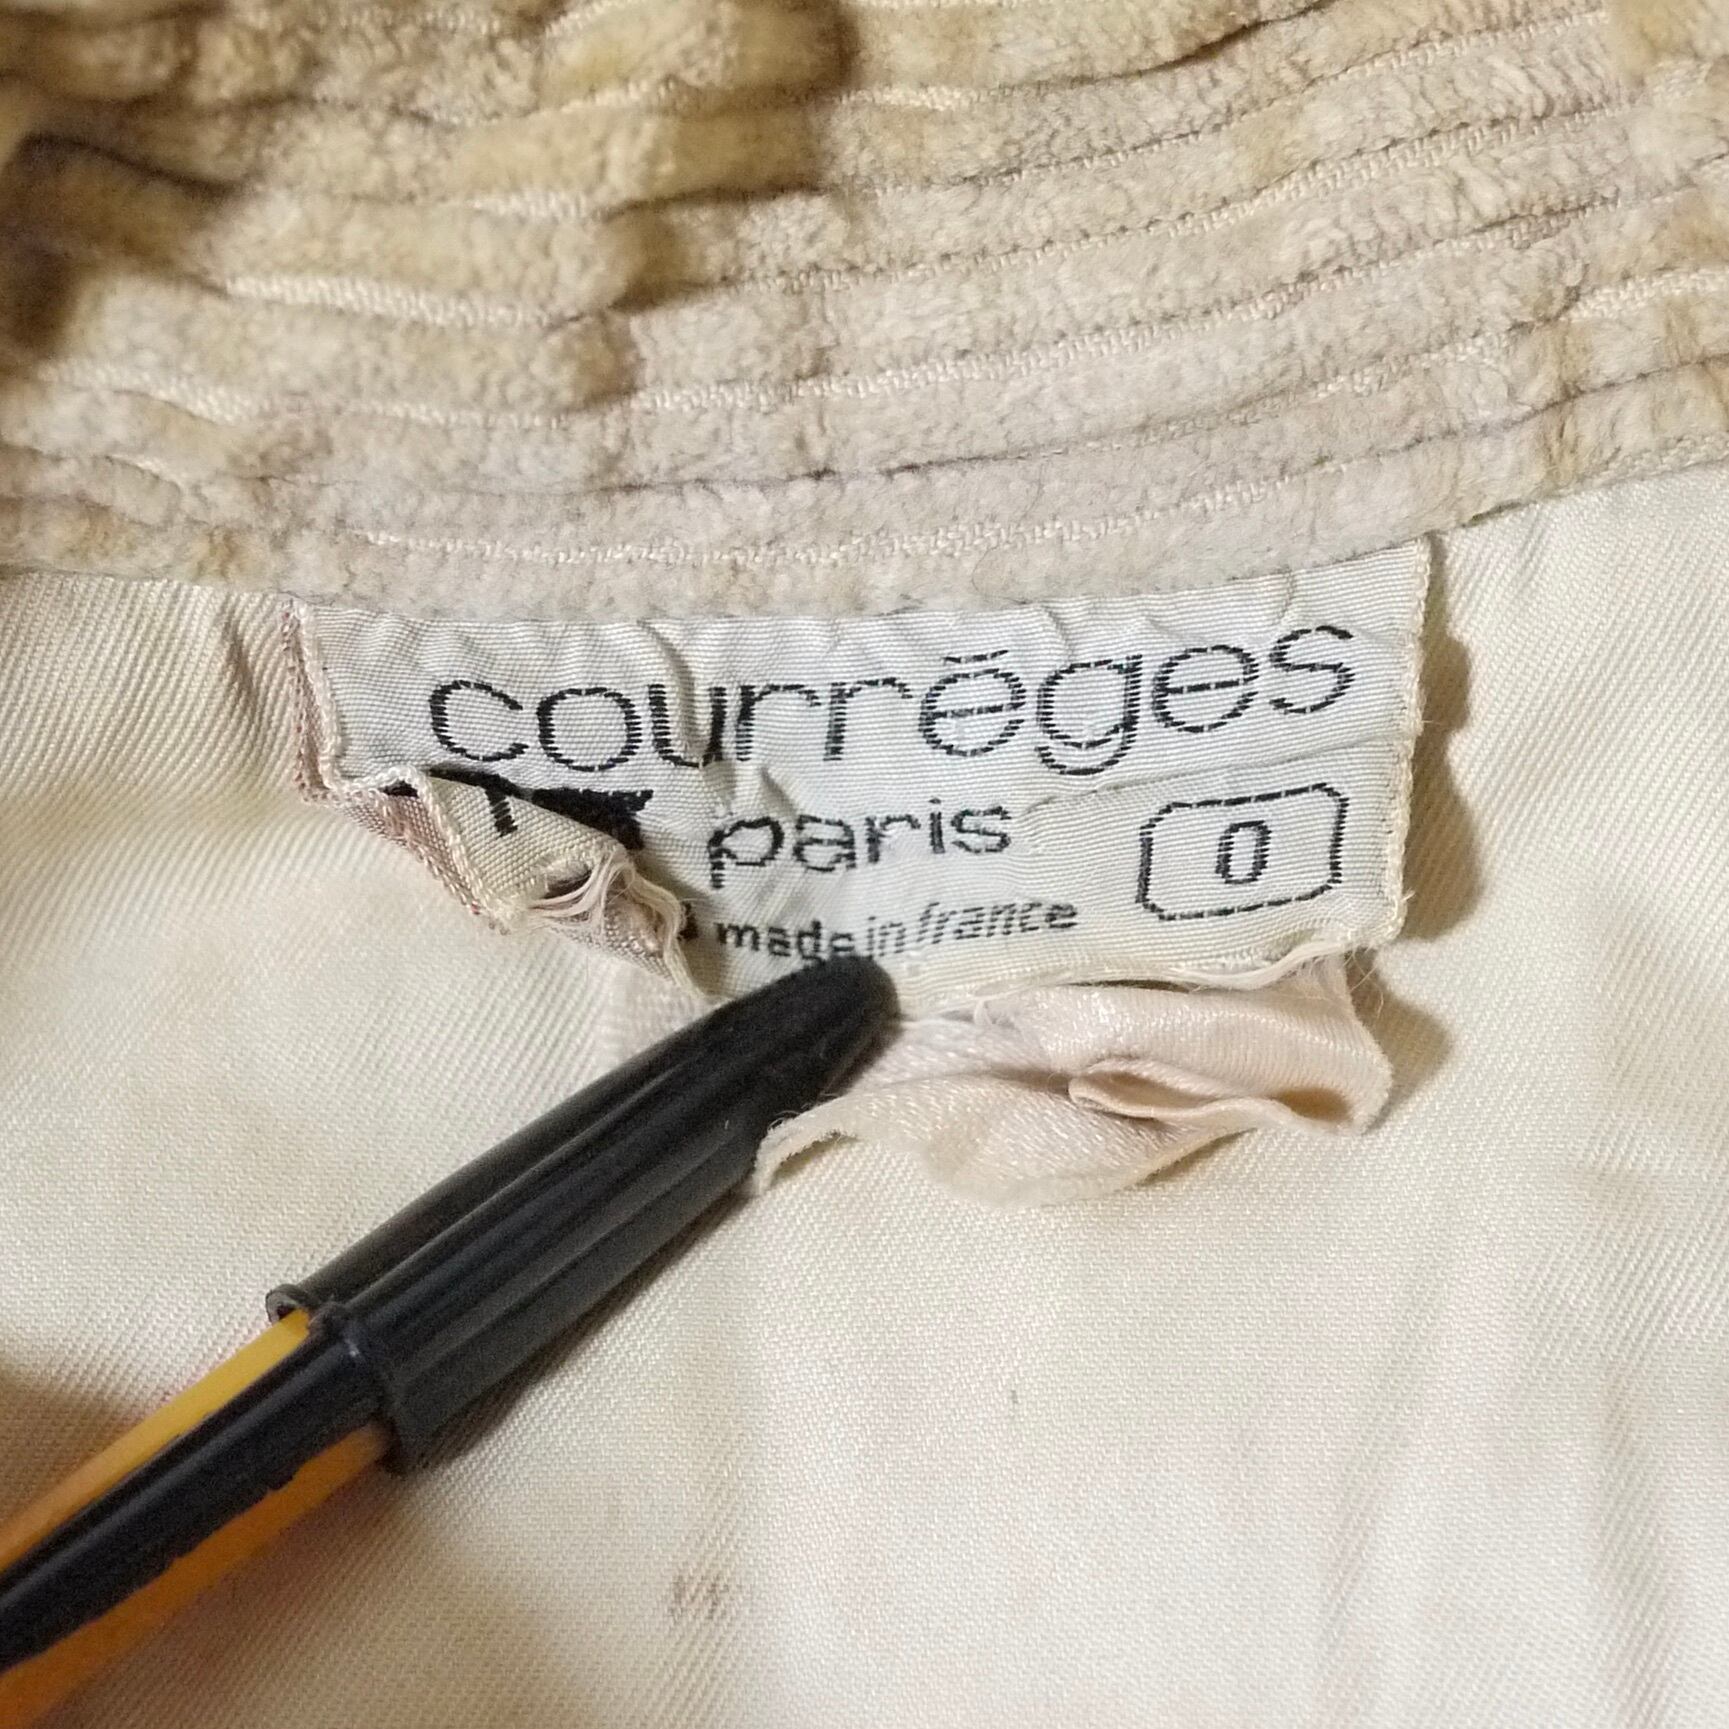 courrèges
paris
0
made in france